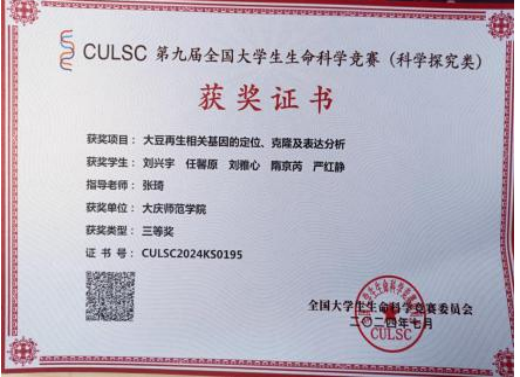 CULSC 第九届全国大学生生命科学竞赛（科学探究类）
获奖证书
获奖项目： 大豆再生相关基因的定位、克隆及表达分析
获奖学生： 刘兴宇 任馨原 刘雅心 隋京芮 严红静
指导老师： 张琦
获奖单位： 大庆师范学院
获奖类型： 三等奖
证 书 号： CULSC2024KS0195
全国大学生生命科学竞赛委员会
二〇二四年七月
CULSC